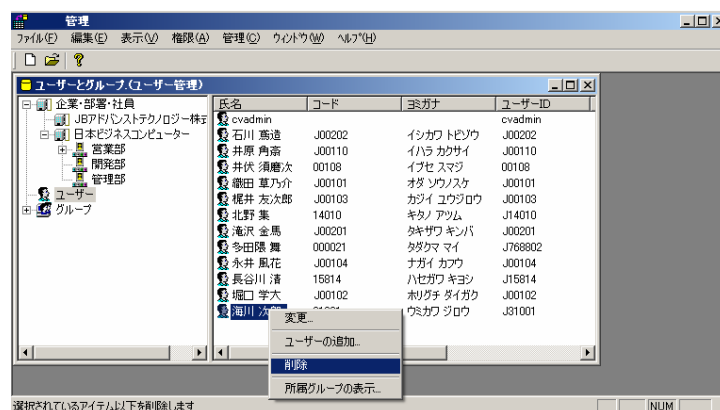 管理
ファイル(F) 編集(E) 表示(V) 権限(A) 管理(C) ウィンドウ(W) ヘルプ(H)
ユーザーとグループ.(ユーザー管理)
企業・部署・社員
JBアドバンストテクノロジー株式
日本ビジネスコンピューター
営業部
開発部
管理部
ユーザー
グループ
氏名 コード ヨミガナ ユーザーID
cvadmin cvadmin
石川 蔦造 J00202 イシカワ トビゾウ J00202
井原 角斎 J00110 イハラ カクサイ J00110
井伏 須磨次 00108 イブセ スマジ 00108
織田 草乃介 J00101 オダ ソウノスケ J00101
梶井 友次郎 J00103 カジイ ユウジロウ J00103
北野 集 14010 キタノ アツム J14010
滝沢 金馬 J00201 タキザワ キンバ J00201
多田隈 舞 000021 タダクマ マイ J768802
永井 風花 J00104 ナガイ カフウ J00104
長谷川 清 15814 ハセガワ キヨシ J15814
堀口 学大 J00102 ホリグチ ダイガク J00102
海川 次郎 31001 ウミカワ ジロウ J31001
変更...
ユーザーの追加...
削除
所属グループの表示...
選択されているアイテム以下を削除します
NUM